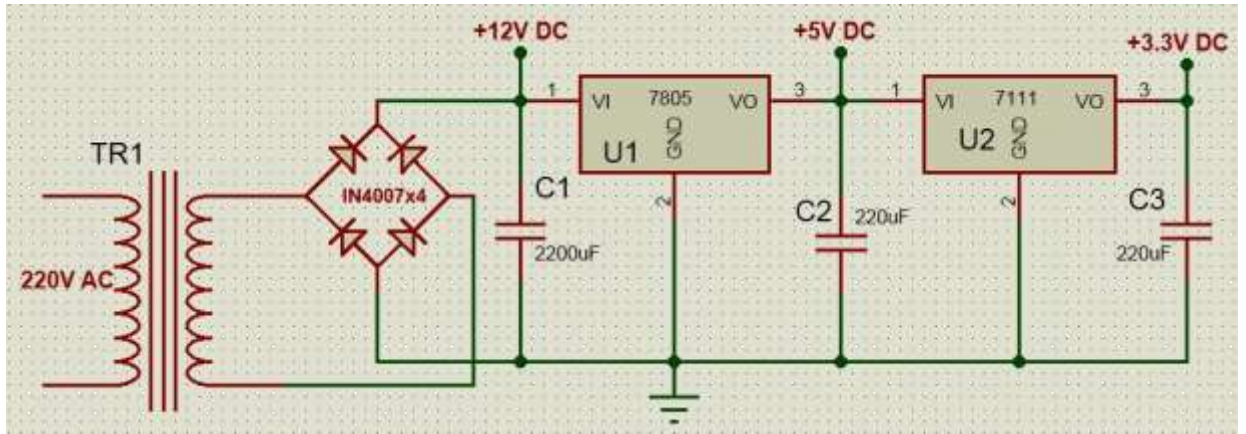 +12V DC
+5V DC
+3.3V DC
1
VI
7805
VO
GND
U1
3
2
1
VI
7111
VO
GND
U2
3
2
TR1
220V AC
IN4007x4
C1
2200uF
C2
220uF
C3
220uF